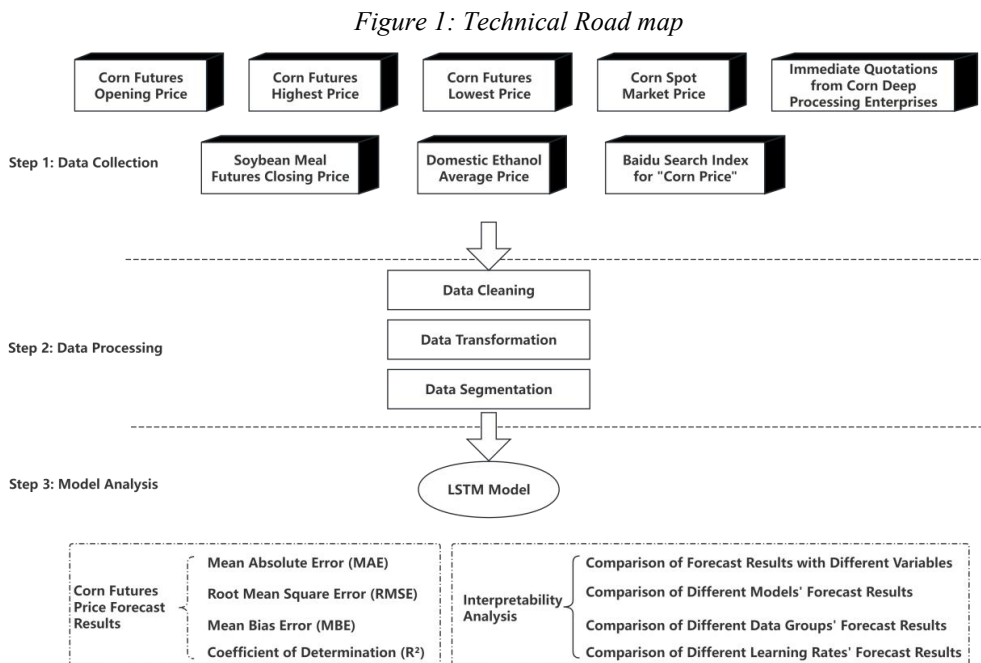 Figure 1: Technical Road map
Corn Futures
Opening Price
Corn Futures
Highest Price
Corn Futures
Lowest Price
Corn Spot
Market Price
Immediate Quotations
from Corn Deep
Processing Enterprises
Step 1: Data Collection
Soybean Meal
Futures Closing Price
Domestic Ethanol
Average Price
Baidu Search Index
for "Corn Price"
Data Cleaning
Step 2: Data Processing
Data Transformation
Data Segmentation
Step 3: Model Analysis
LSTM Model
Corn Futures
Price Forecast
Results
Mean Absolute Error (MAE)
Root Mean Square Error (RMSE)
Mean Bias Error (MBE)
Coefficient of Determination (R²)
Interpretability
Analysis
Comparison of Forecast Results with Different Variables
Comparison of Different Models' Forecast Results
Comparison of Different Data Groups' Forecast Results
Comparison of Different Learning Rates' Forecast Results